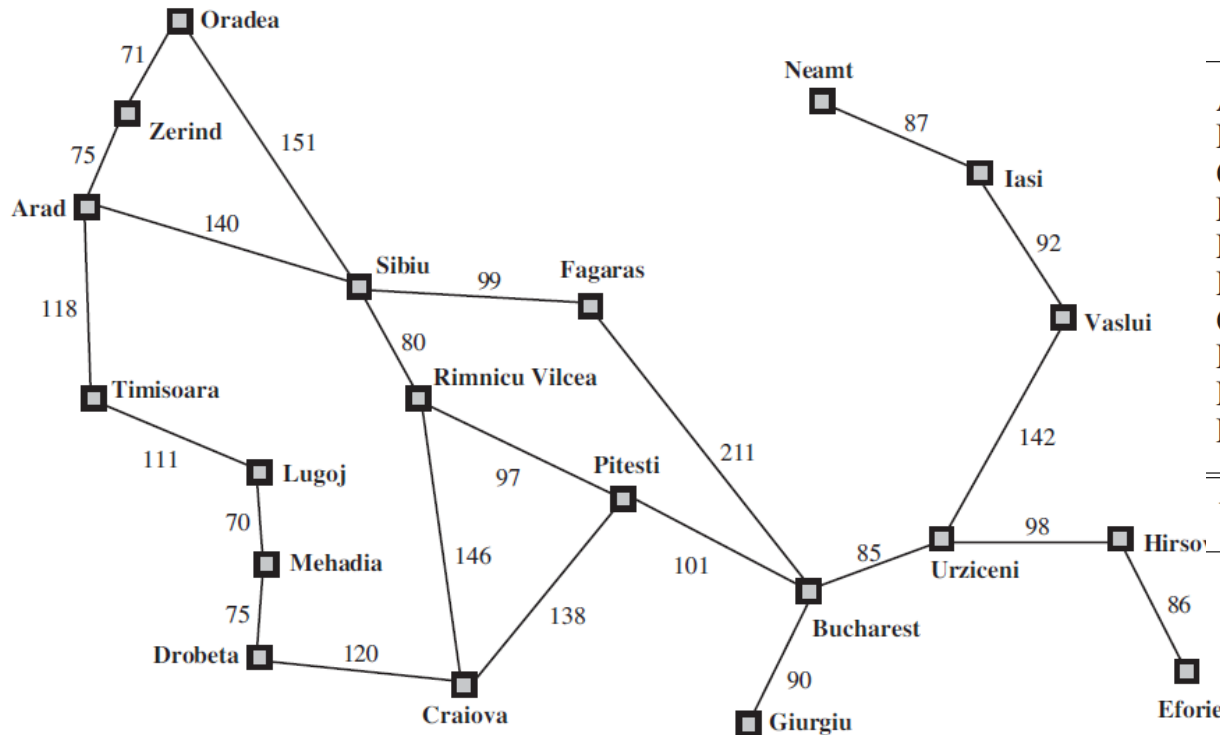 Oradea
71
Neamt
87
Zerind
151
75
Iasi
Arad
140
92
Sibiu
99
Fagaras
118
80
Vaslui
Timisoara
Rimnicu Vilcea
142
111
211
Lugoj
97
Pitesti
70
98
Mehadia
146
101
85
Urziceni
75
138
86
Bucharest
Drobeta
120
90
Craiova
Giurgiu
Eforie